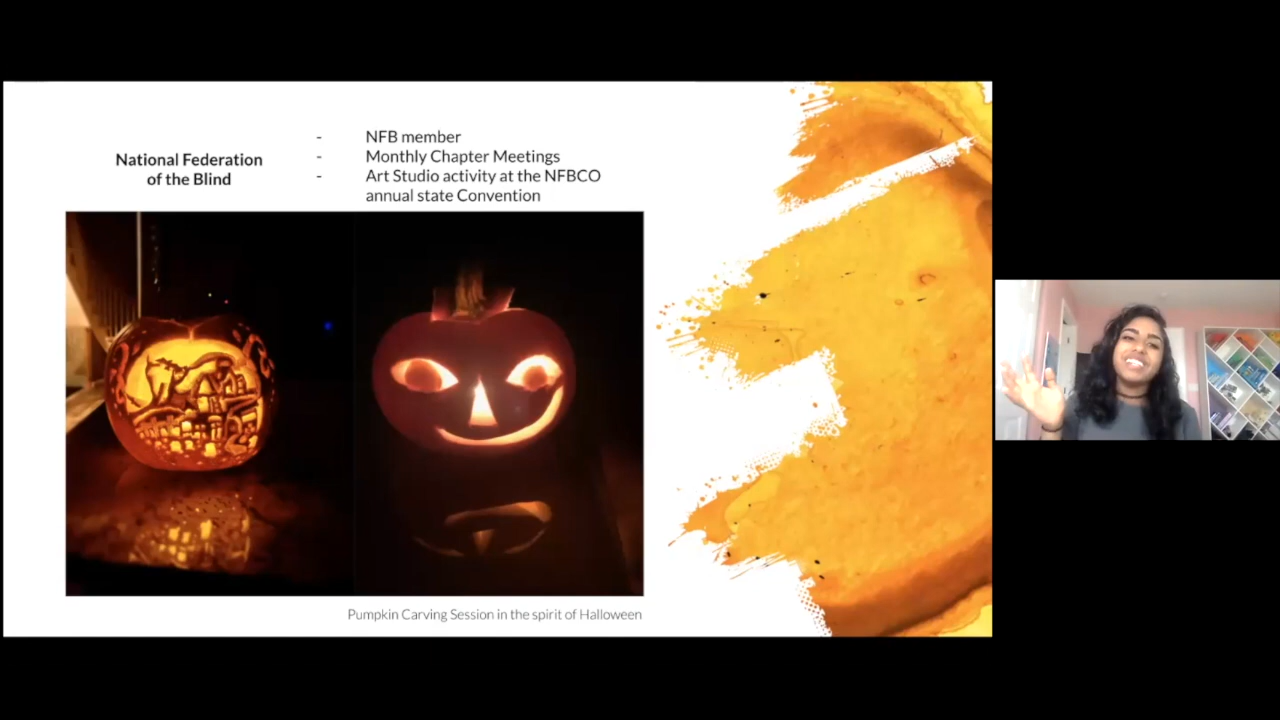 National Federation
of the Blind
- NFB member
- Monthly Chapter Meetings
- Art Studio activity at the NFBCO
annual state Convention
Pumpkin Carving Session in the spirit of Halloween